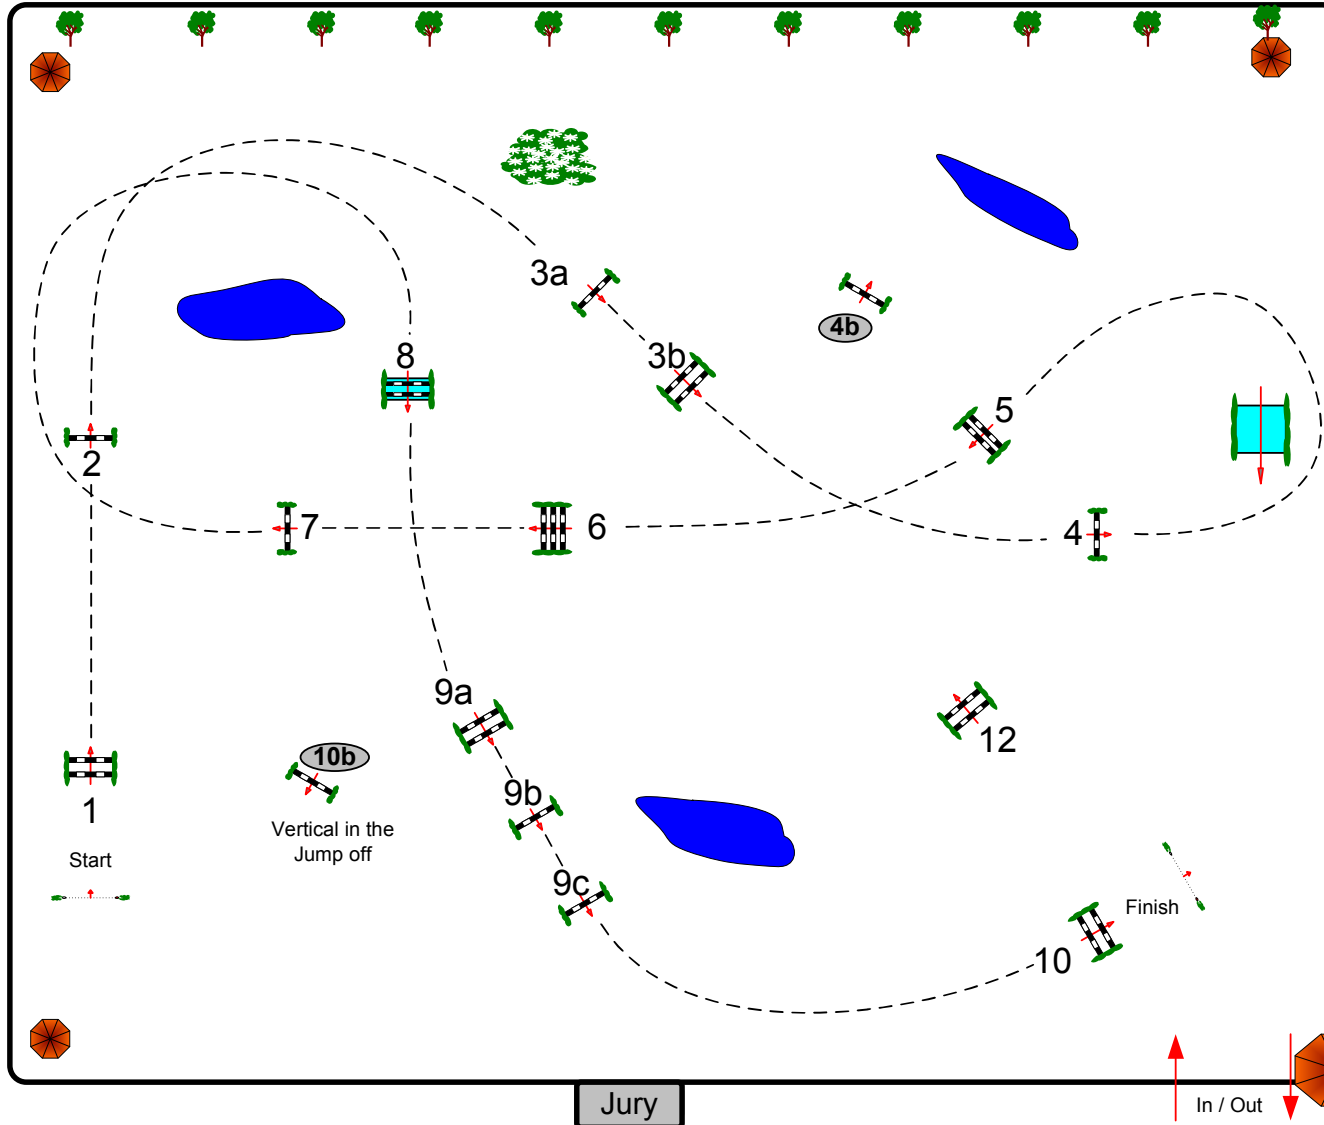 3a
4b
3b
8
5
2
7
6
4
9a
12
10b
9b
1
Vertical in the
Jump off
Start
9c
Finish
10
Jury
In / Out